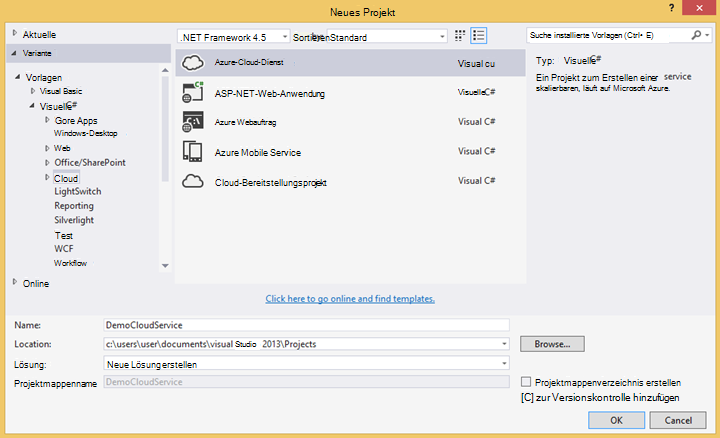 Neues Projekt
? ×
Aktuelle
Variante
Vorlagen
Visual Basic
Visuelle C#
Gore Apps
Windows-Desktop
Web
Office/SharePoint
Cloud
LightSwitch
Reporting
Silverlight
Test
WCF
Workflow
Online
.NET Framework 4.5
Sortieren Standard
Azure-Cloud-Dienst Visual cu
ASP-NET-Web-Anwendung Visuelle C#
Azure Webauftrag Visual C#
Azure Mobile Service Visual C#
Cloud-Bereitstellungsprojekt Visual C#
Click here to go online and find templates.
Suche installierte Vorlagen (Ctrl+ E)
Typ: Visuelle C#
Ein Projekt zum Erstellen einer service
skalierbaren, läuft auf Microsoft Azure.
Name: DemoCloudService
Location: c:\users\user\documents\visual Studio 2013\Projects
Browse...
Lösung: Neue Lösung erstellen
Projektmappenname DemoCloudService
Projektmappenverzeichnis erstellen
[C] zur Versionskontrolle hinzufügen
OK Cancel